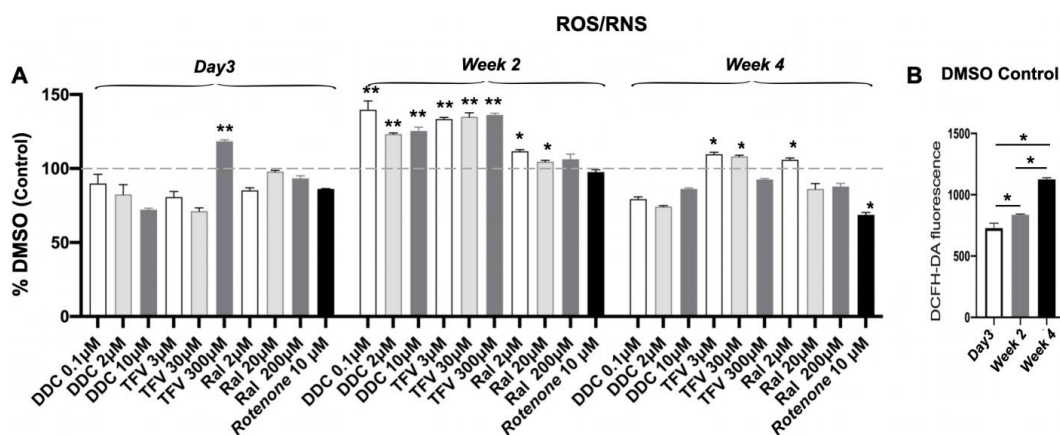 ROS/RNS
A
Day3
Week 2
Week 4
% DMSO (Control)
150
100
50
0
**
** ** ** ** ** **
* *
* * *
*
DDC 0.1µM
DDC 2µM
DDC 10µM
TFV 3µM
TFV 30µM
TFV 300µM
Ral 2µM
Ral 20µM
Ral 200µM
Rotenone 10 µM
DDC 0.1µM
DDC 2µM
DDC 10µM
TFV 3µM
TFV 30µM
TFV 300µM
Ral 2µM
Ral 20µM
Ral 200µM
Rotenone 10 µM
DDC 0.1µM
DDC 2µM
DDC 10µM
TFV 3µM
TFV 30µM
TFV 300µM
Ral 2µM
Ral 20µM
Ral 200µM
Rotenone 10 µM
B
DMSO Control
DCFH-DA fluorescence
1500
1000
500
0
*
*
*
Day3
Week 2
Week 4